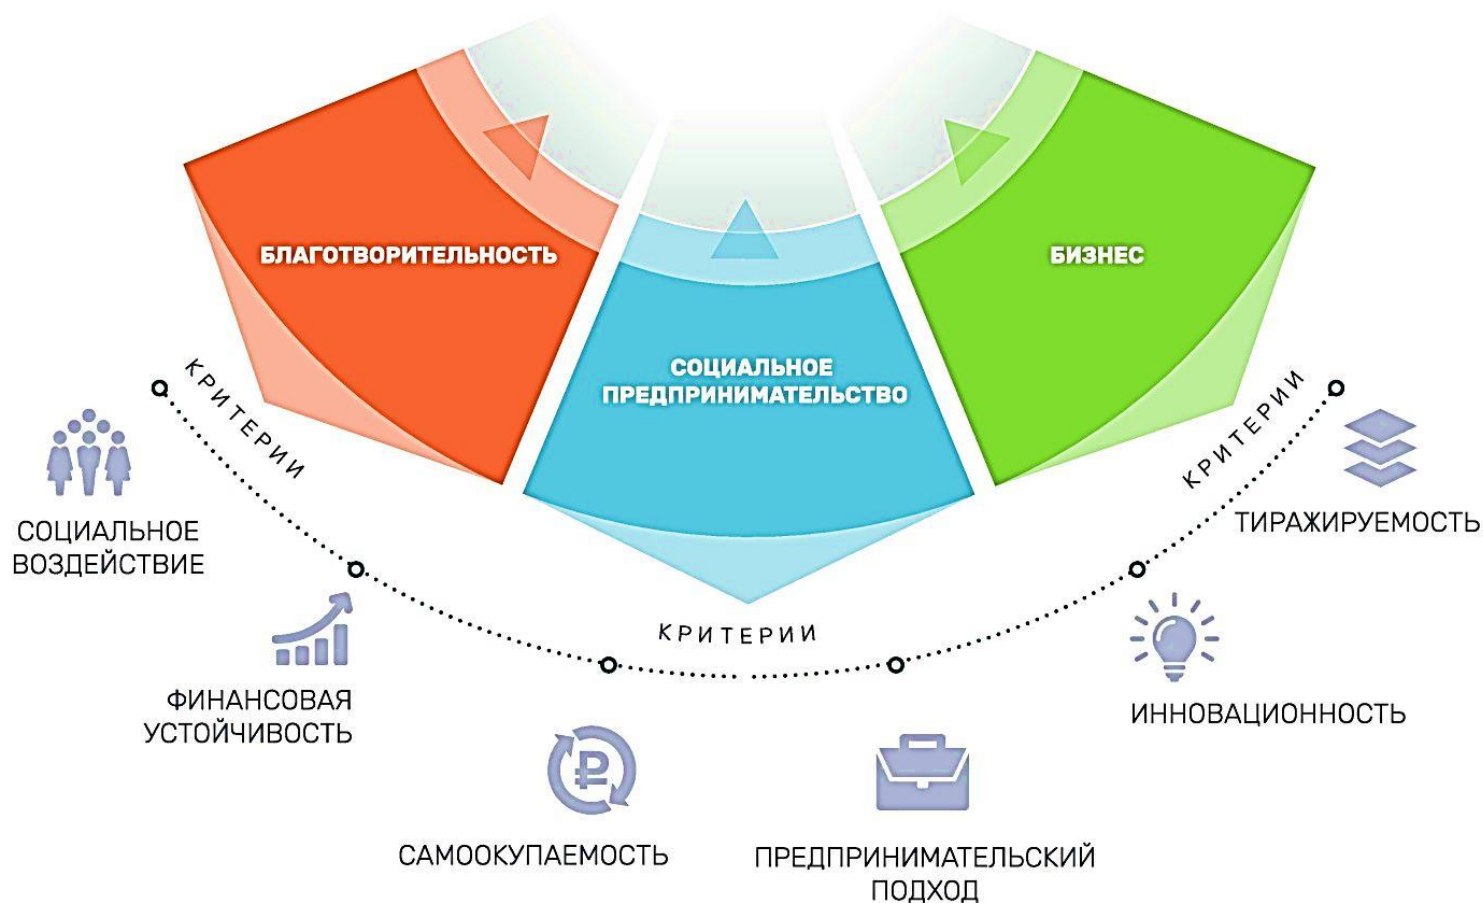 БЛАГОТВОРИТЕЛЬНОСТЬ
СОЦИАЛЬНОЕ
ПРЕДПРИНИМАТЕЛЬСТВО
БИЗНЕС
КРИТЕРИИ
КРИТЕРИИ
КРИТЕРИИ
СОЦИАЛЬНОЕ
ВОЗДЕЙСТВИЕ
ФИНАНСОВАЯ
УСТОЙЧИВОСТЬ
САМООКУПАЕМОСТЬ
ПРЕДПРИНИМАТЕЛЬСКИЙ
ПОДХОД
ИННОВАЦИОННОСТЬ
ТИРАЖИРУЕМОСТЬ